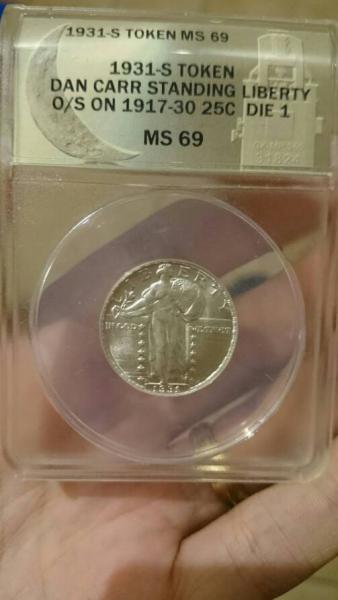 1931-S TOKEN MS 69
1931-S TOKEN
DAN CARR STANDING LIBERTY
O/S ON 1917-30 25C DIE 1
MS 69
LIBERTY
IN GOD WE TRUST